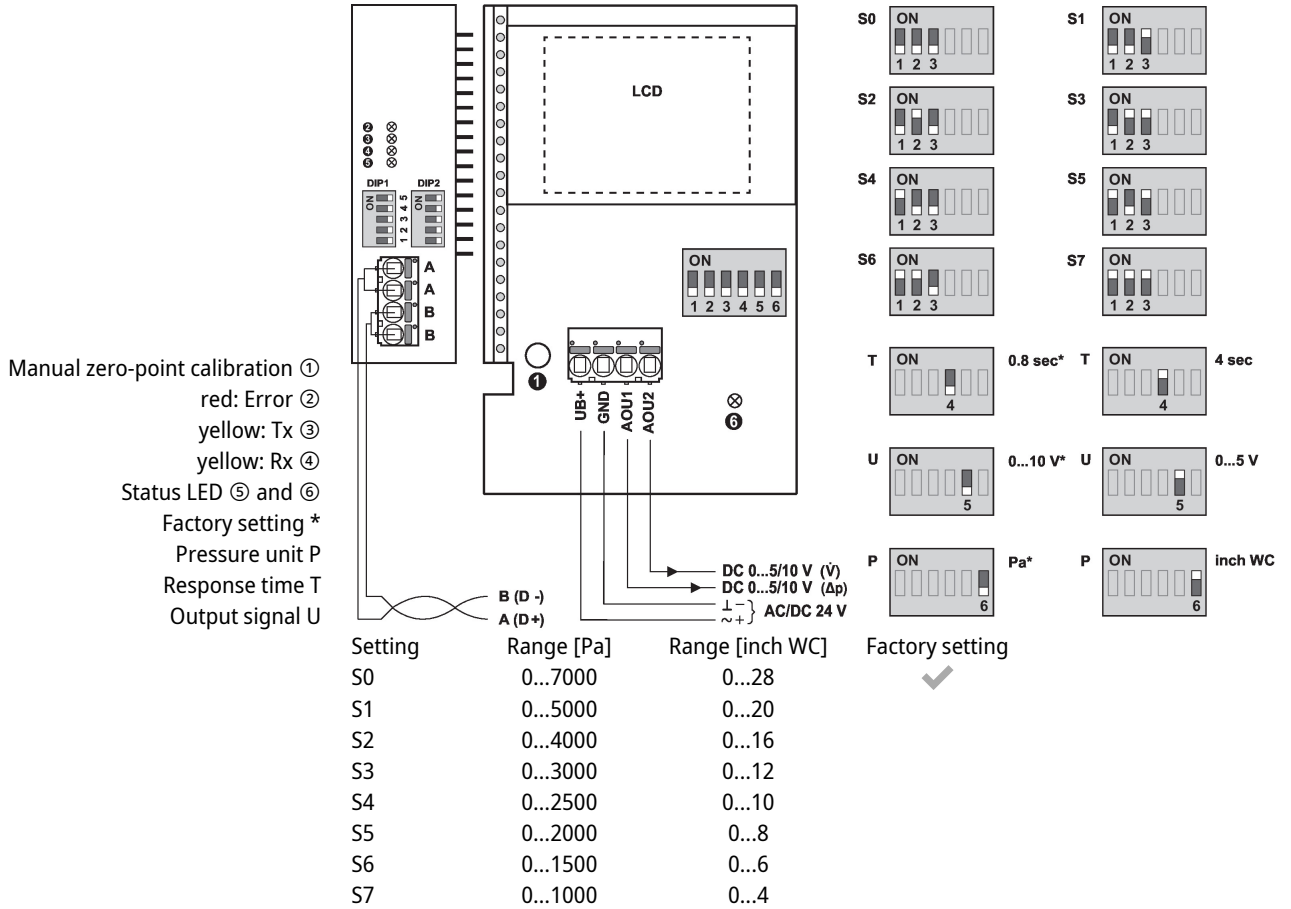 LCD
❷
❸
❹
❺
DIP1
DIP2
ON
1 2 3 4 5
ON
A
A
B
B
ON
1 2 3 4 5 6
❶
UB+
GND
AOU1
AOU2
❻
DC 0...5/10 V (V̇)
DC 0...5/10 V (Δp)
⊥ −
~ + } AC/DC 24 V
B (D -)
A (D+)
Manual zero-point calibration ①
red: Error ②
yellow: Tx ③
yellow: Rx ④
Status LED ⑤ and ⑥
Factory setting *
Pressure unit P
Response time T
Output signal U
S0 ON
1 2 3
S1 ON
1 2 3
S2 ON
1 2 3
S3 ON
1 2 3
S4 ON
1 2 3
S5 ON
1 2 3
S6 ON
1 2 3
S7 ON
1 2 3
T ON 0.8 sec*
4
T ON 4 sec
4
U ON 0...10 V*
5
U ON 0...5 V
5
P ON Pa*
6
P ON inch WC
6
Setting Range [Pa] Range [inch WC] Factory setting
S0 0...7000 0...28 ✔
S1 0...5000 0...20
S2 0...4000 0...16
S3 0...3000 0...12
S4 0...2500 0...10
S5 0...2000 0...8
S6 0...1500 0...6
S7 0...1000 0...4